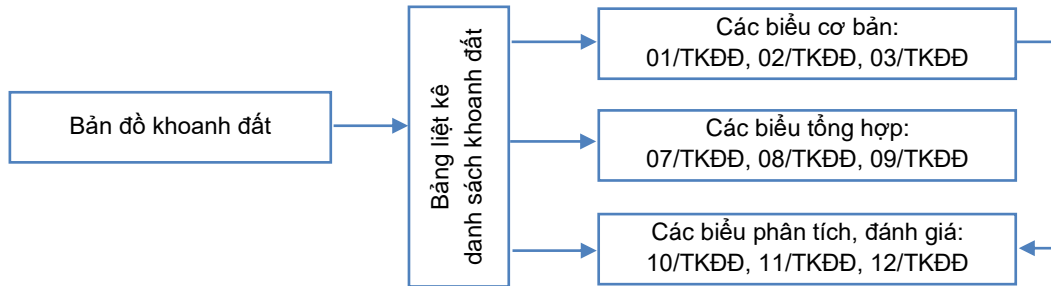 Bản đồ khoanh đất
Bảng liệt kê
danh sách khoanh đất
Các biểu cơ bản:
01/TKĐĐ, 02/TKĐĐ, 03/TKĐĐ
Các biểu tổng hợp:
07/TKĐĐ, 08/TKĐĐ, 09/TKĐĐ
Các biểu phân tích, đánh giá:
10/TKĐĐ, 11/TKĐĐ, 12/TKĐĐ